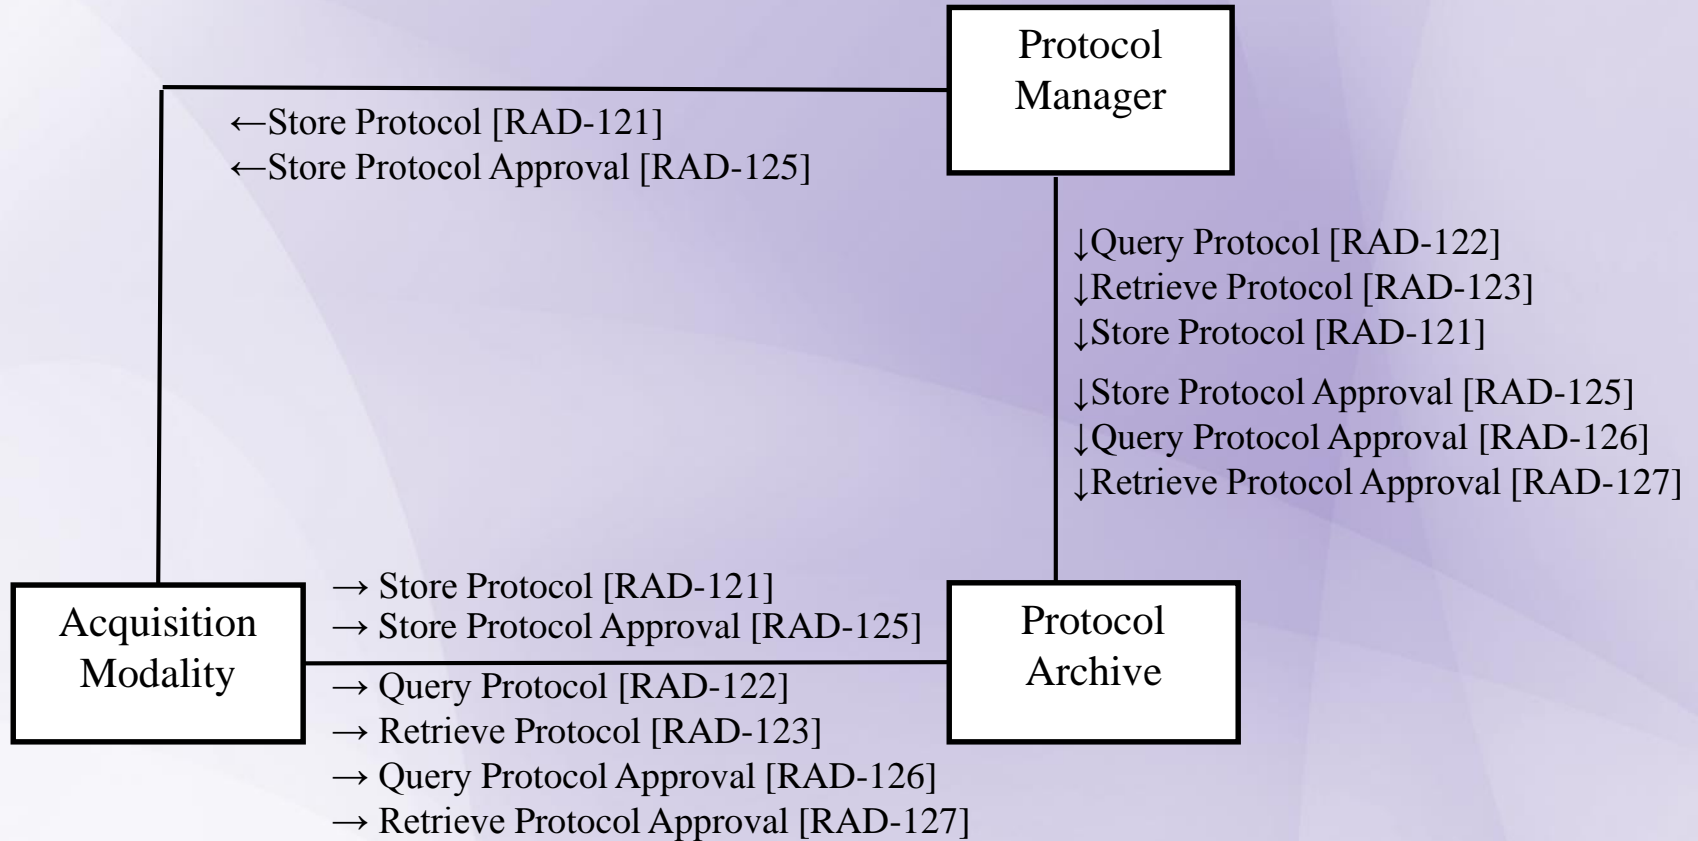 Protocol
Manager
←Store Protocol [RAD-121]
←Store Protocol Approval [RAD-125]
↓Query Protocol [RAD-122]
↓Retrieve Protocol [RAD-123]
↓Store Protocol [RAD-121]
↓Store Protocol Approval [RAD-125]
↓Query Protocol Approval [RAD-126]
↓Retrieve Protocol Approval [RAD-127]
Acquisition
Modality
→ Store Protocol [RAD-121]
→ Store Protocol Approval [RAD-125]
→ Query Protocol [RAD-122]
→ Retrieve Protocol [RAD-123]
→ Query Protocol Approval [RAD-126]
→ Retrieve Protocol Approval [RAD-127]
Protocol
Archive